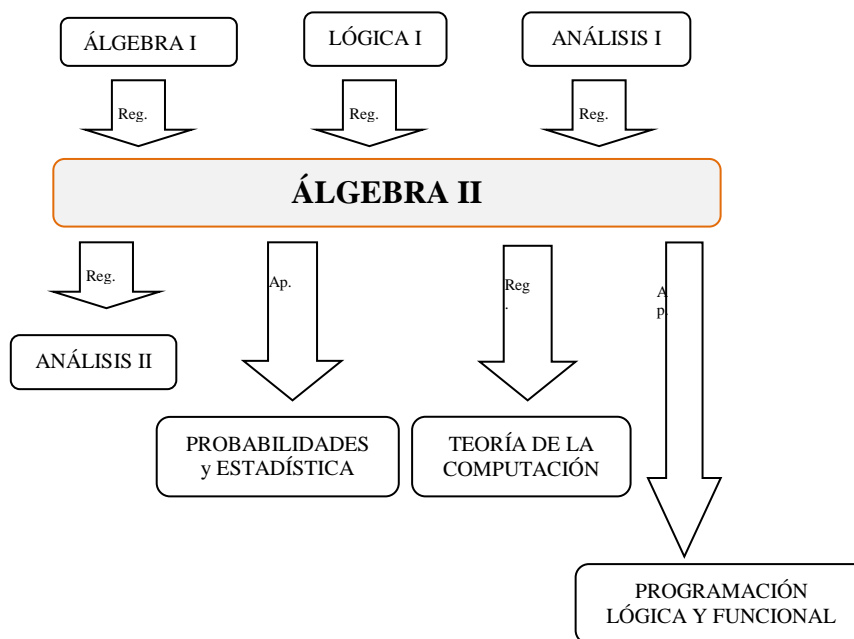 ÁLGEBRA I
LÓGICA I
ANÁLISIS I
Reg.
Reg.
Reg.
ÁLGEBRA II
Reg.
Ap.
Reg
.
A
p.
ANÁLISIS II
PROBABILIDADES
y ESTADÍSTICA
TEORÍA DE LA
COMPUTACIÓN
PROGRAMACIÓN
LÓGICA Y FUNCIONAL